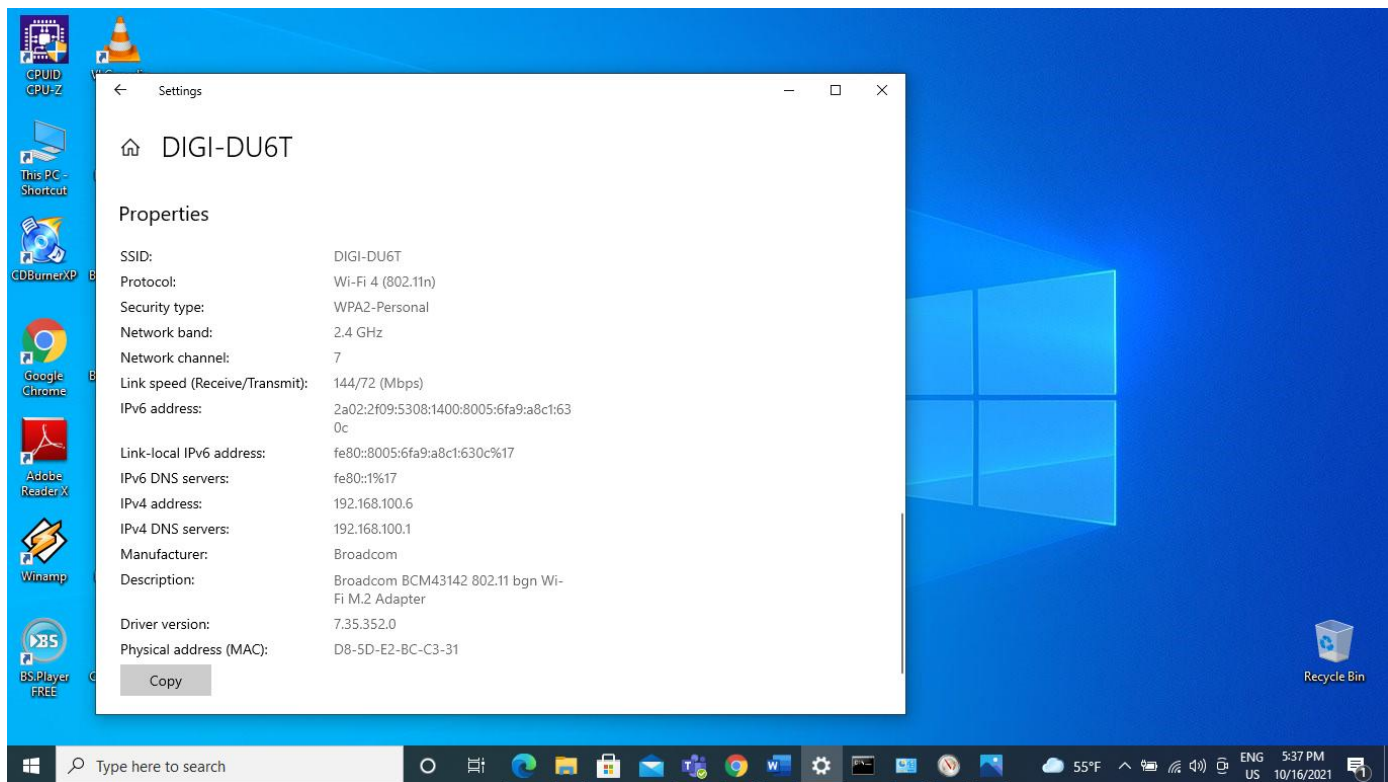 CPUID
CPU-Z
This PC -
Shortcut
CDBurnerXP
Google
Chrome
Adobe
Reader X
Winamp
BS.Player
FREE
Settings
DIGI-DU6T
Properties
SSID: DIGI-DU6T
Protocol: Wi-Fi 4 (802.11n)
Security type: WPA2-Personal
Network band: 2.4 GHz
Network channel: 7
Link speed (Receive/Transmit): 144/72 (Mbps)
IPv6 address: 2a02:2f09:5308:1400:8005:6fa9:a8c1:63
0c
Link-local IPv6 address: fe80::8005:6fa9:a8c1:630c%17
IPv6 DNS servers: fe80::1%17
IPv4 address: 192.168.100.6
IPv4 DNS servers: 192.168.100.1
Manufacturer: Broadcom
Description: Broadcom BCM43142 802.11 bgn Wi-
Fi M.2 Adapter
Driver version: 7.35.352.0
Physical address (MAC): D8-5D-E2-BC-C3-31
Copy
Recycle Bin
Type here to search
55°F
ENG
US
5:37 PM
10/16/2021
1